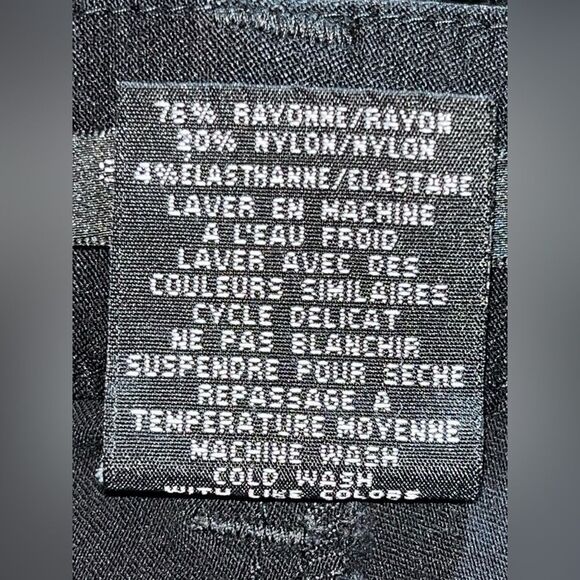 76% RAYONNE/RAYON
20% NYLON/NYLON
4% ELASTHANNE/ELASTANE
LAVER EN MACHINE
A L'EAU FROID
LAVER AVEC DES
COULEURS SIMILAIRES
CYCLE DELICAT
NE PAS BLANCHIR
SUSPENDRE POUR SECHE
REPASSAGE A
TEMPERATURE MOYENNE
MACHINE WASH
COLD WASH
WITH LIKE COLORS